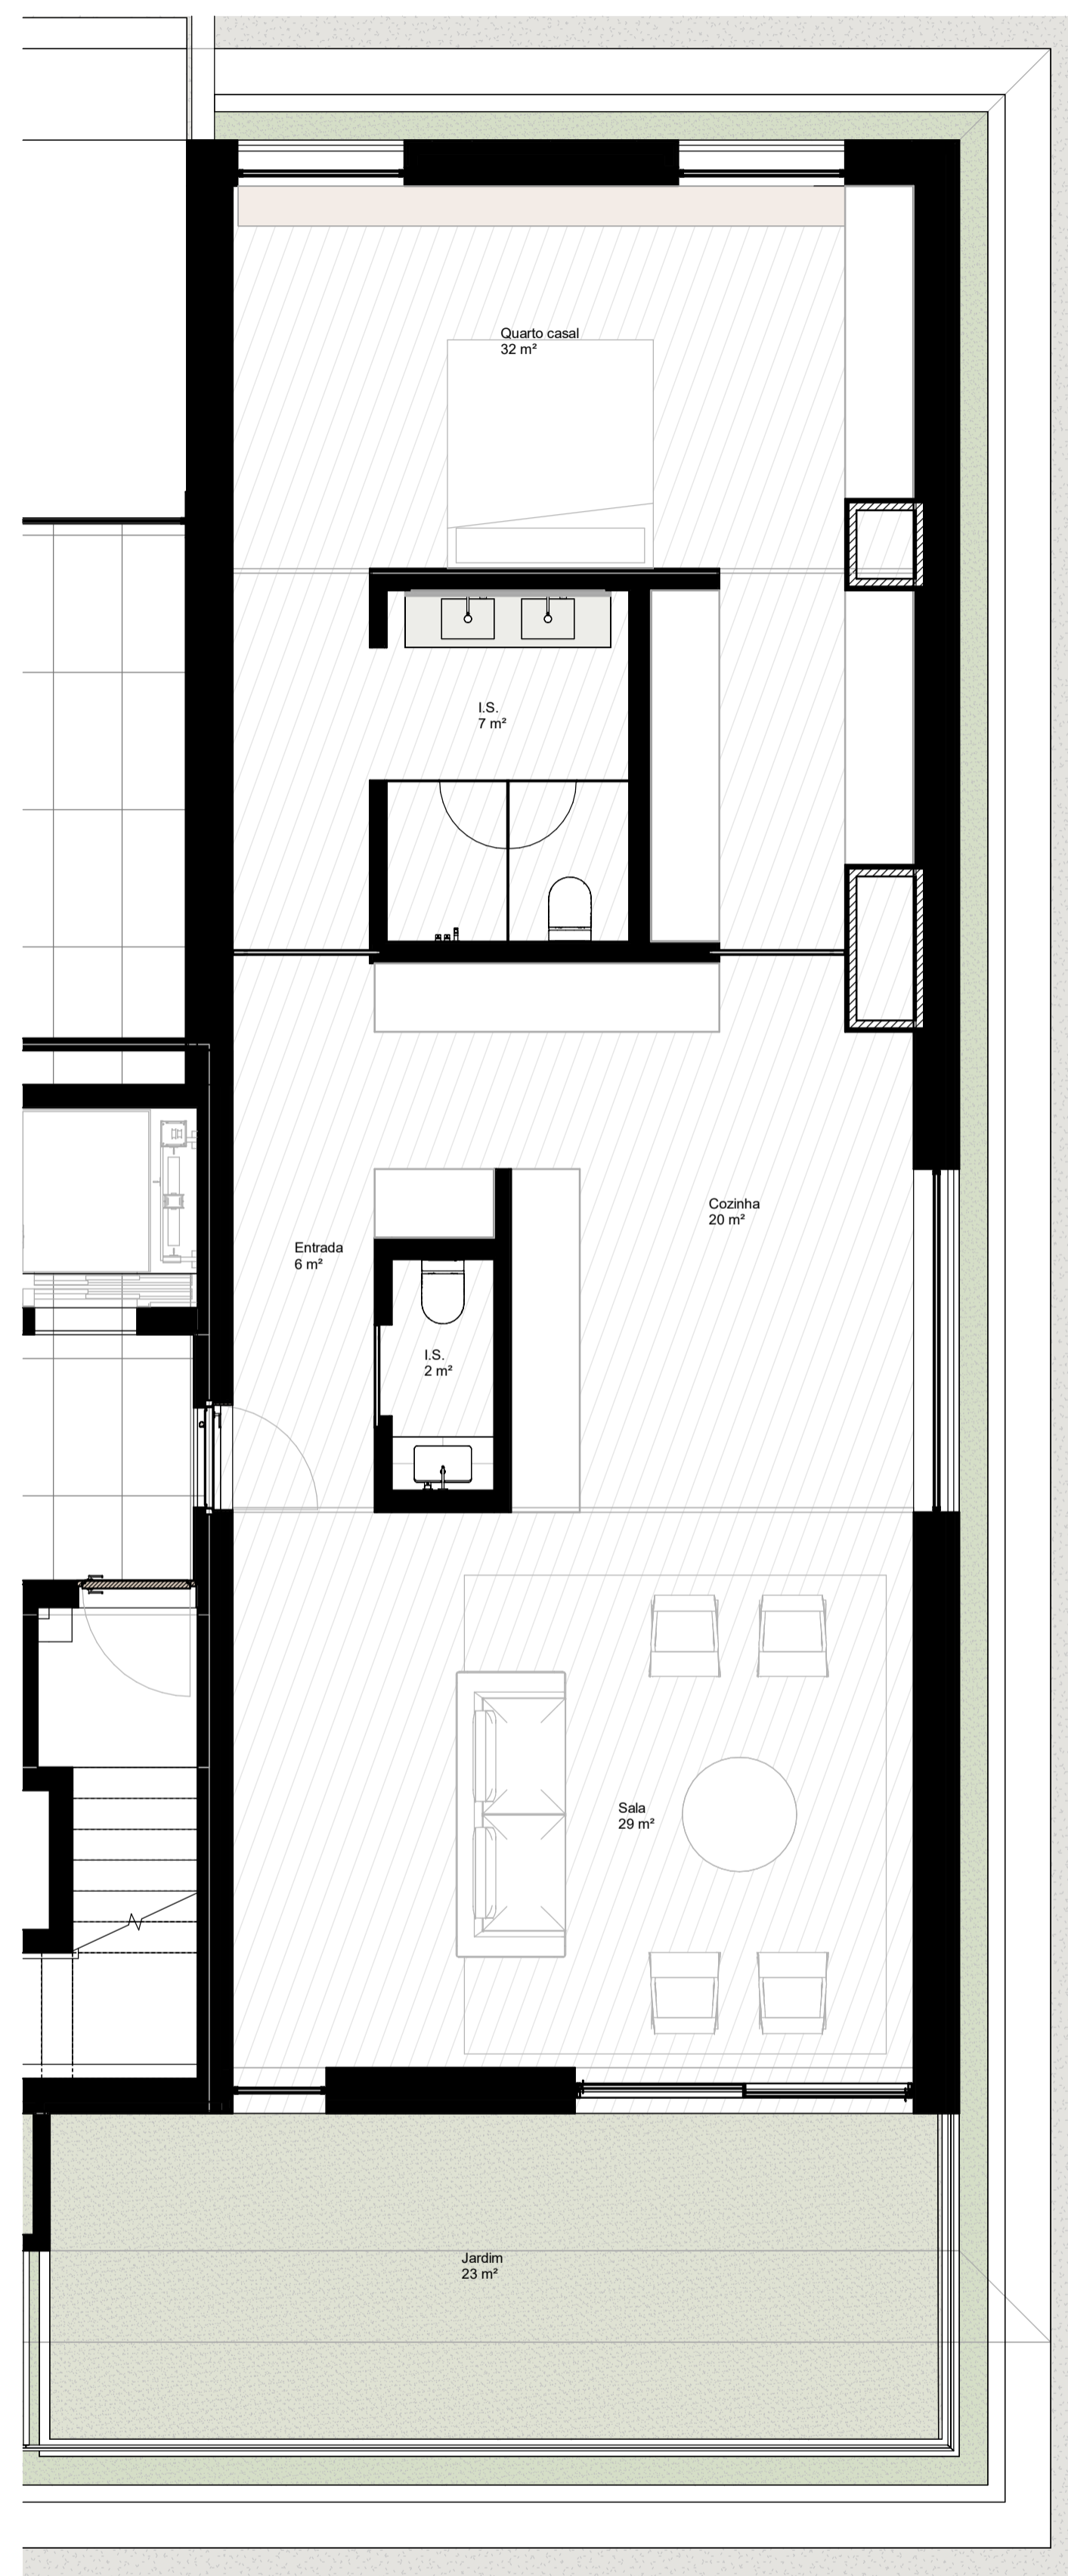 Quarto casal
32 m²
I.S.
7 m²
Cozinha
20 m²
Entrada
6 m²
I.S.
2 m²
Sala
29 m²
Jardim
23 m²